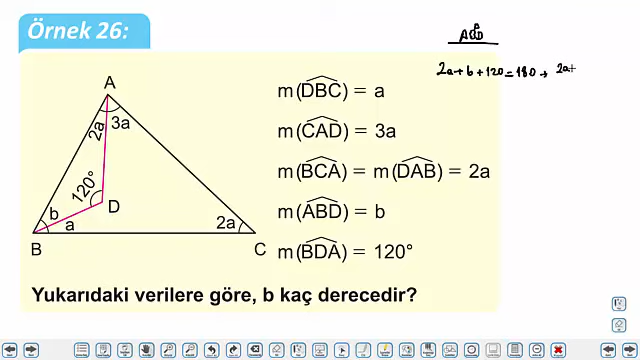 Örnek 26:
ABD
2a + b + 120 = 180 → 2a+
A
2a
3a
120°
D
b
a
2a
B
C
m(DBC) = a
m(CAD) = 3a
m(BCA) = m(DAB) = 2a
m(ABD) = b
m(BDA) = 120°
Yukarıdaki verilere göre, b kaç derecedir?